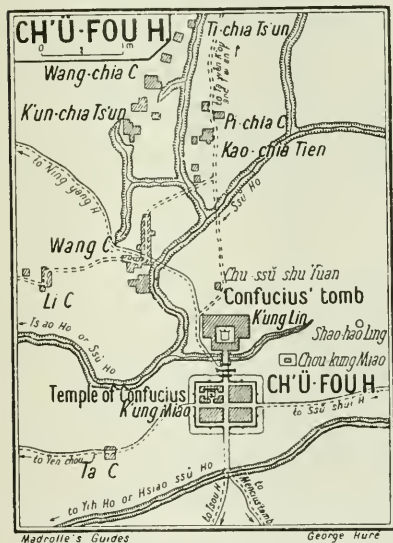 CH'Ü-FOU H.
0 1m
Ti-chia Ts'un
Wang-chia C
K'un-chia Ts'un
Pi-chia C
Kao-chia Tien
to Ning yang H
Ssŭ Ho
Wang C
Chu-ssŭ shu Yuan
Li C
Confucius' tomb
K'ung Lin
Shao-hao Ling
Ts'ao Ho or Ssŭ Ho
Chou-kung Miao
CH'Ü-FOU H.
Temple of Confucius
K'ung Miao
to Ssŭ shui H
to Yen chou
Ta C
to Yih Ho or Hsiao ssŭ Ho
to Tsou H
to Mencius tomb
Madrolle's Guides
George Huré